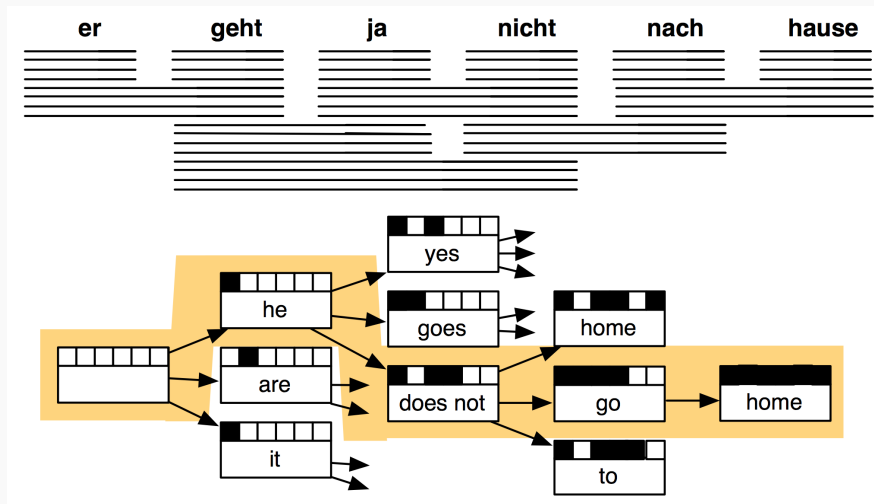 er geht ja nicht nach hause
yes
he
goes
home
are
does not
go
home
it
to